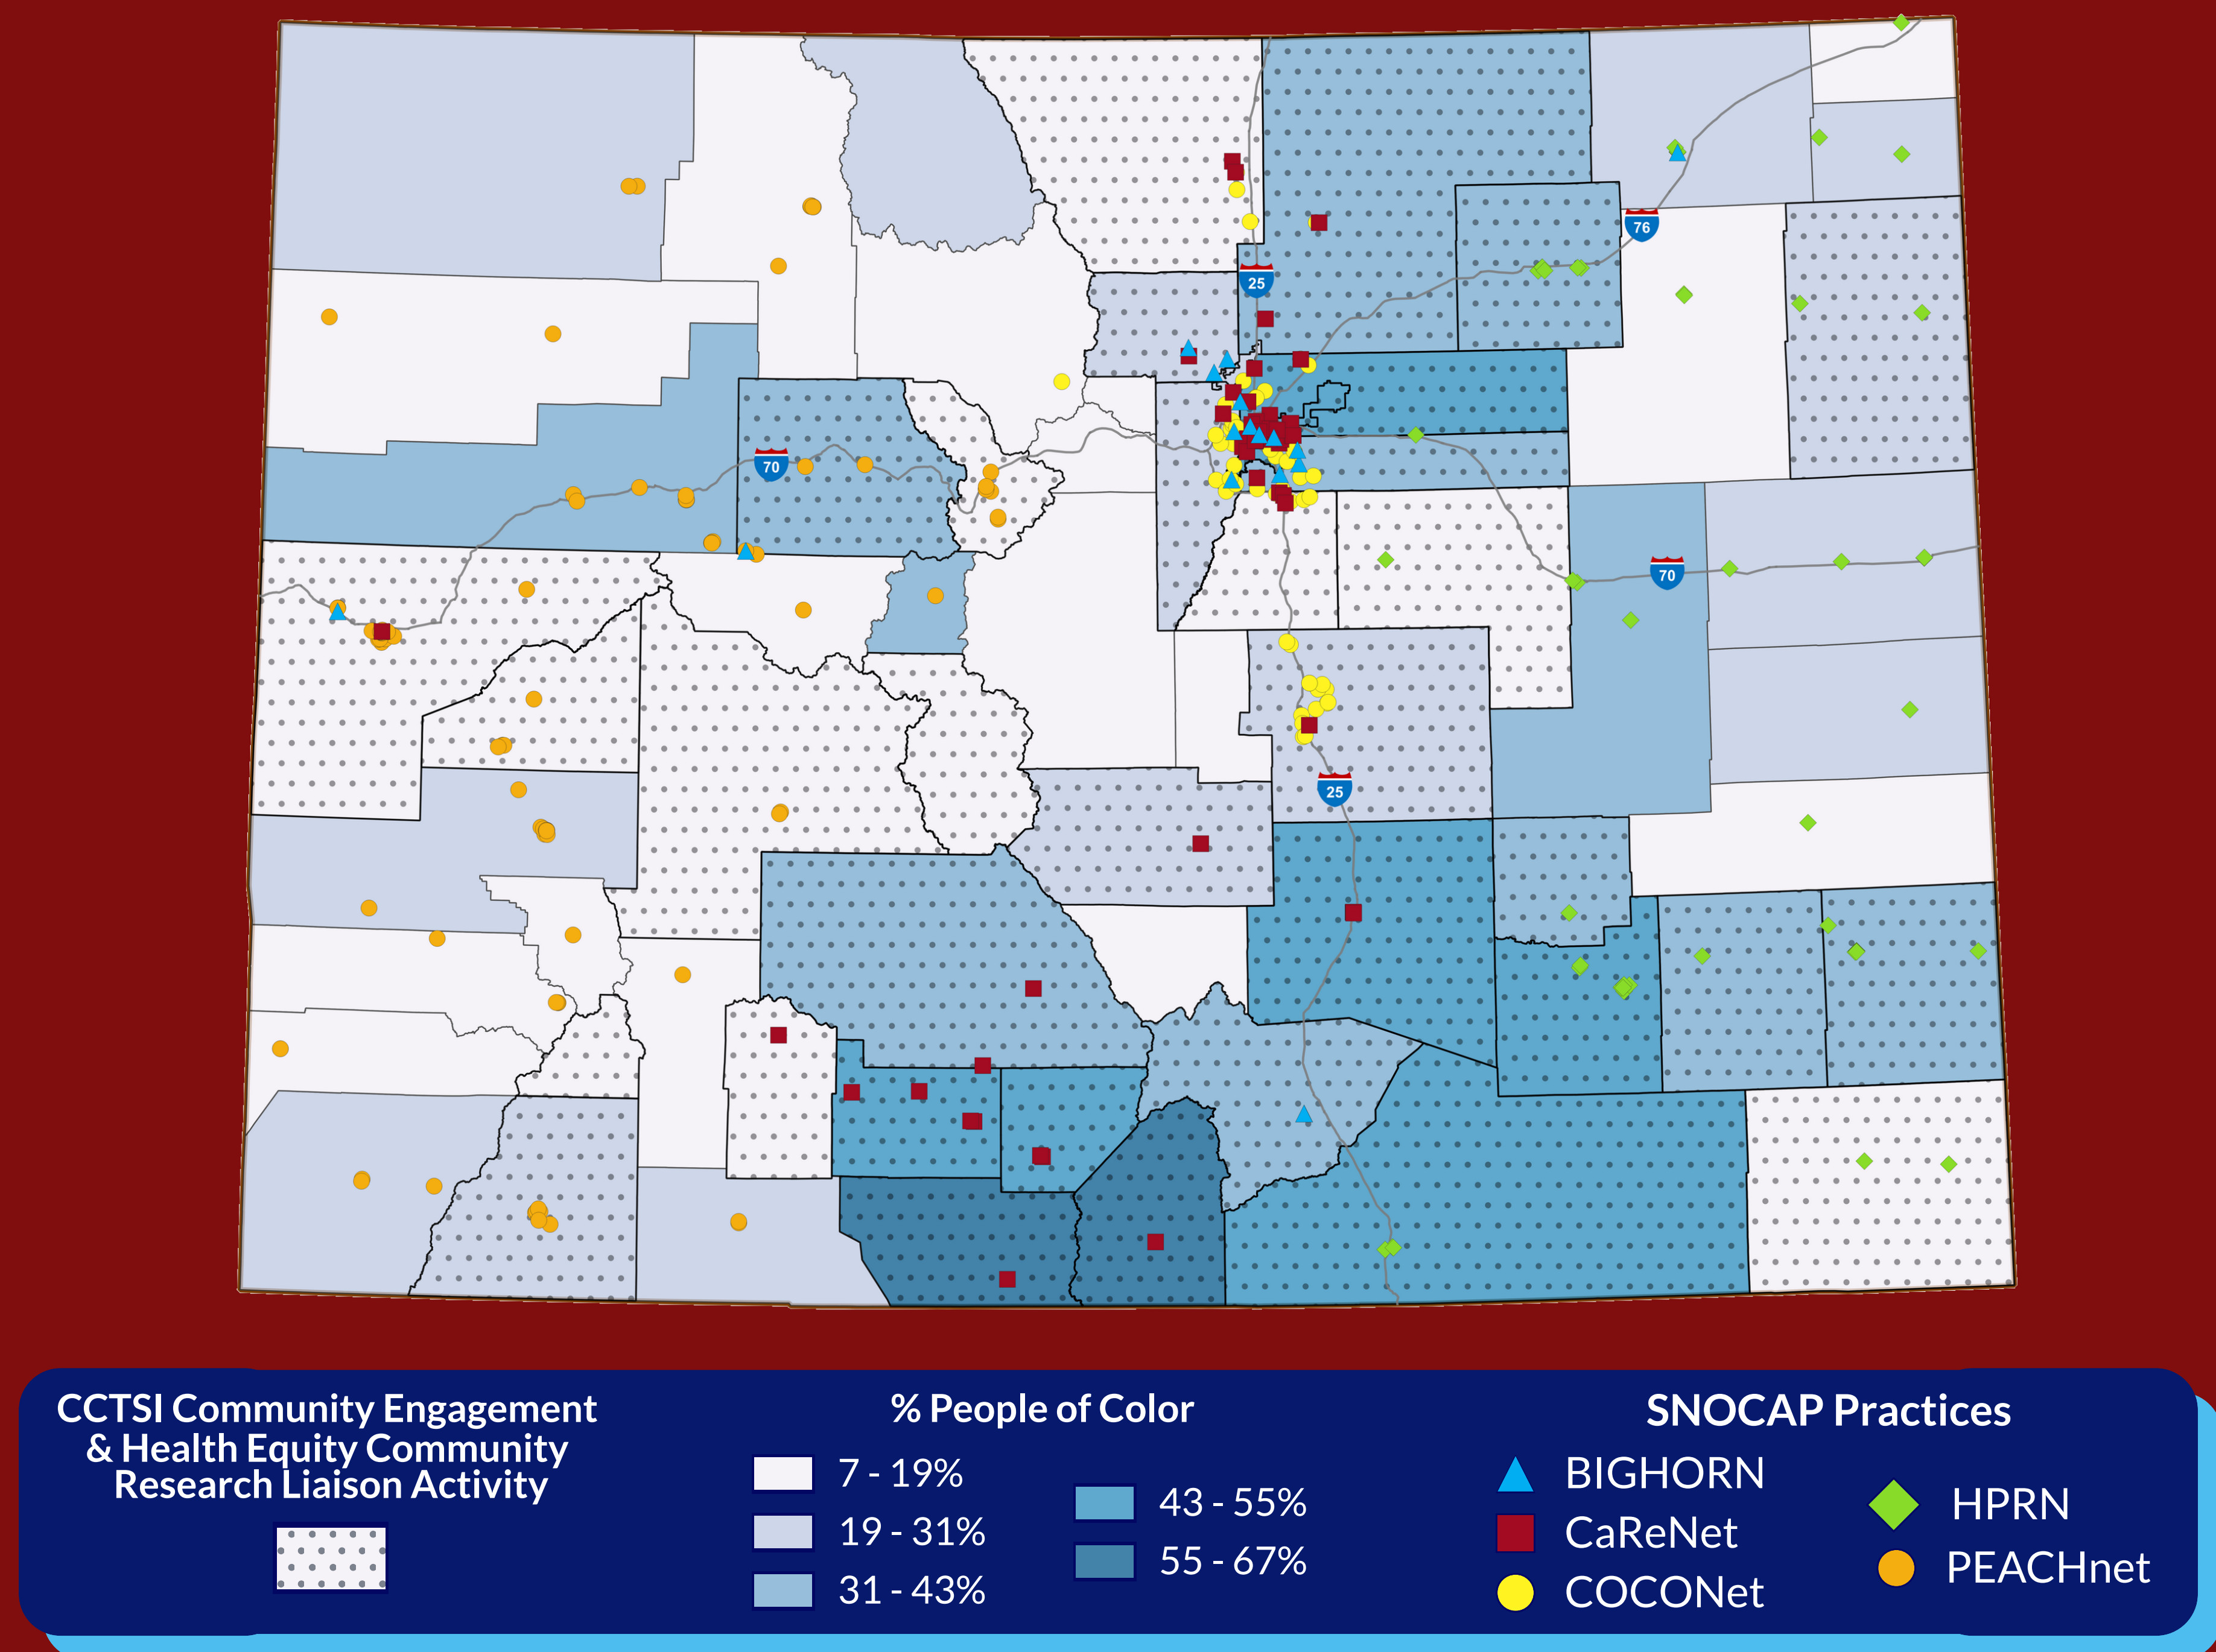 76
25
70
70
25
CCTSI Community Engagement
& Health Equity Community
Research Liaison Activity
% People of Color
7 - 19%
19 - 31%
31 - 43%
43 - 55%
55 - 67%
SNOCAP Practices
BIGHORN
CaReNet
COCONet
HPRN
PEACHnet